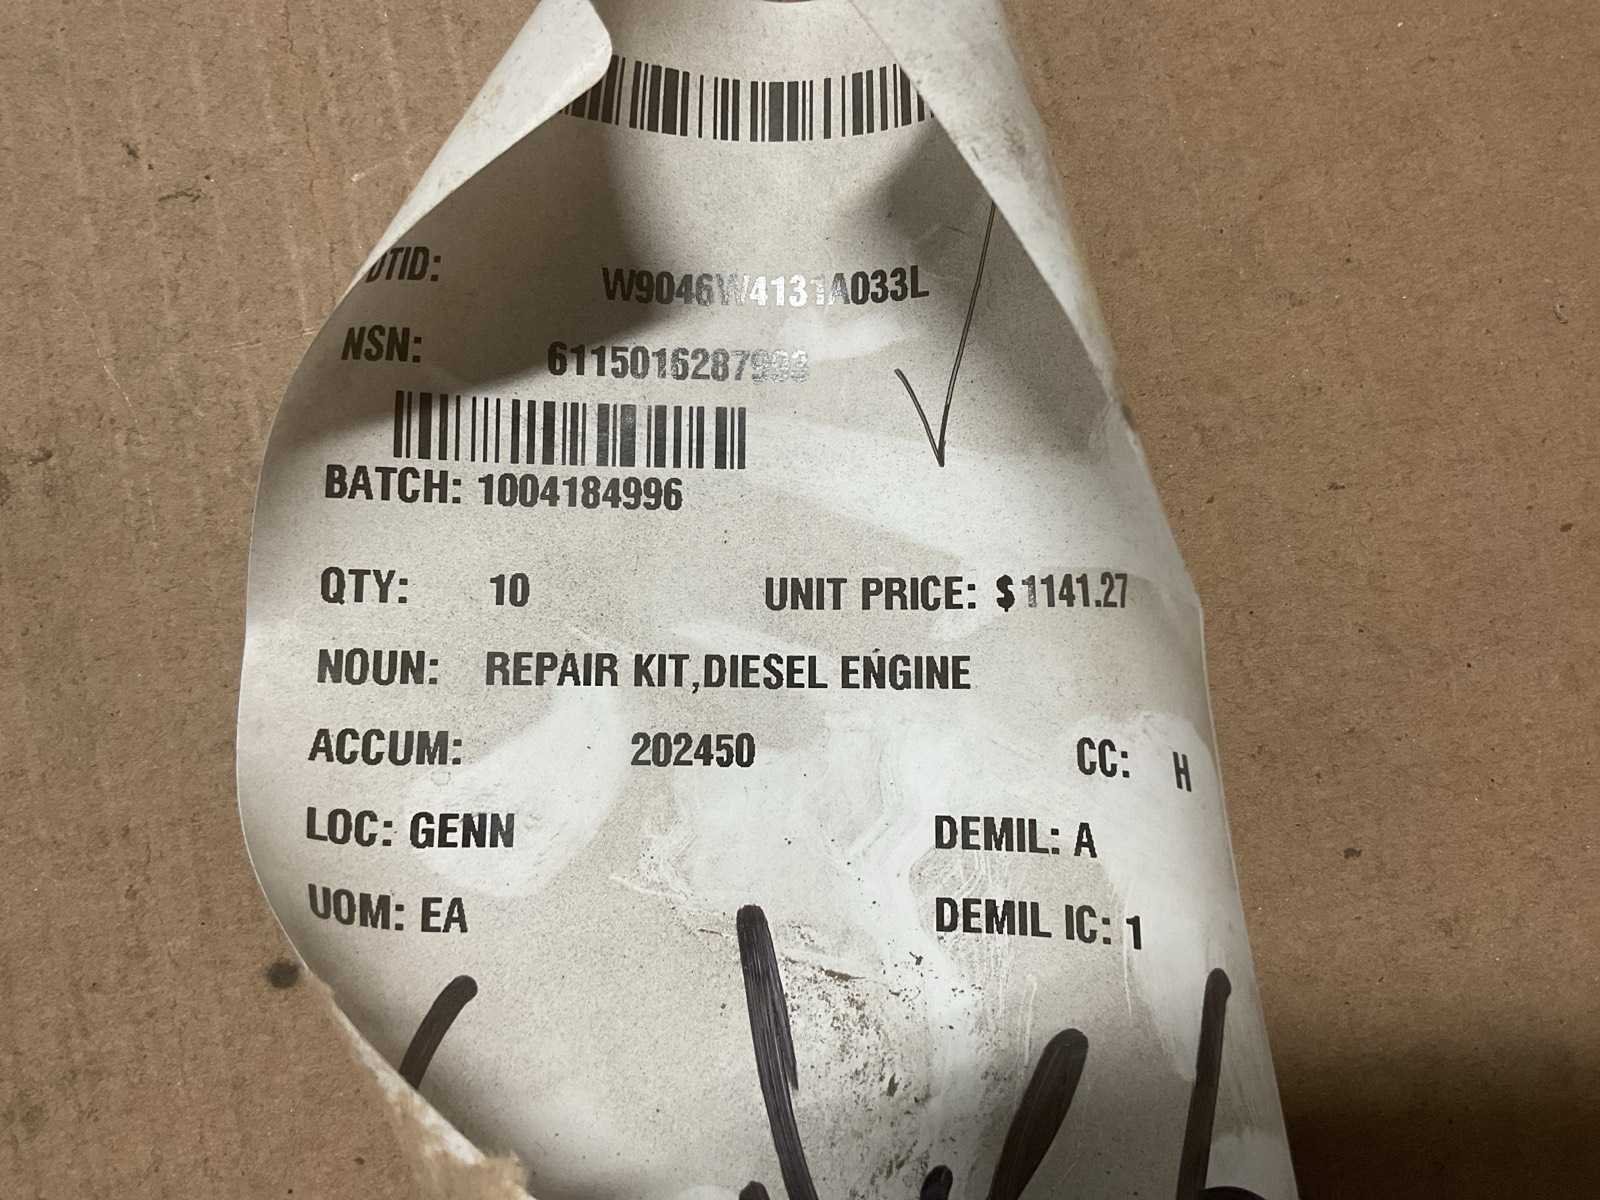 DTID: W9046W4131A033L
NSN: 6115016287993
BATCH: 1004184996
QTY: 10 UNIT PRICE: $1141.27
NOUN: REPAIR KIT,DIESEL ENGINE
ACCUM: 202450 CC: H
LOC: GENN DEMIL: A
UOM: EA DEMIL IC: 1